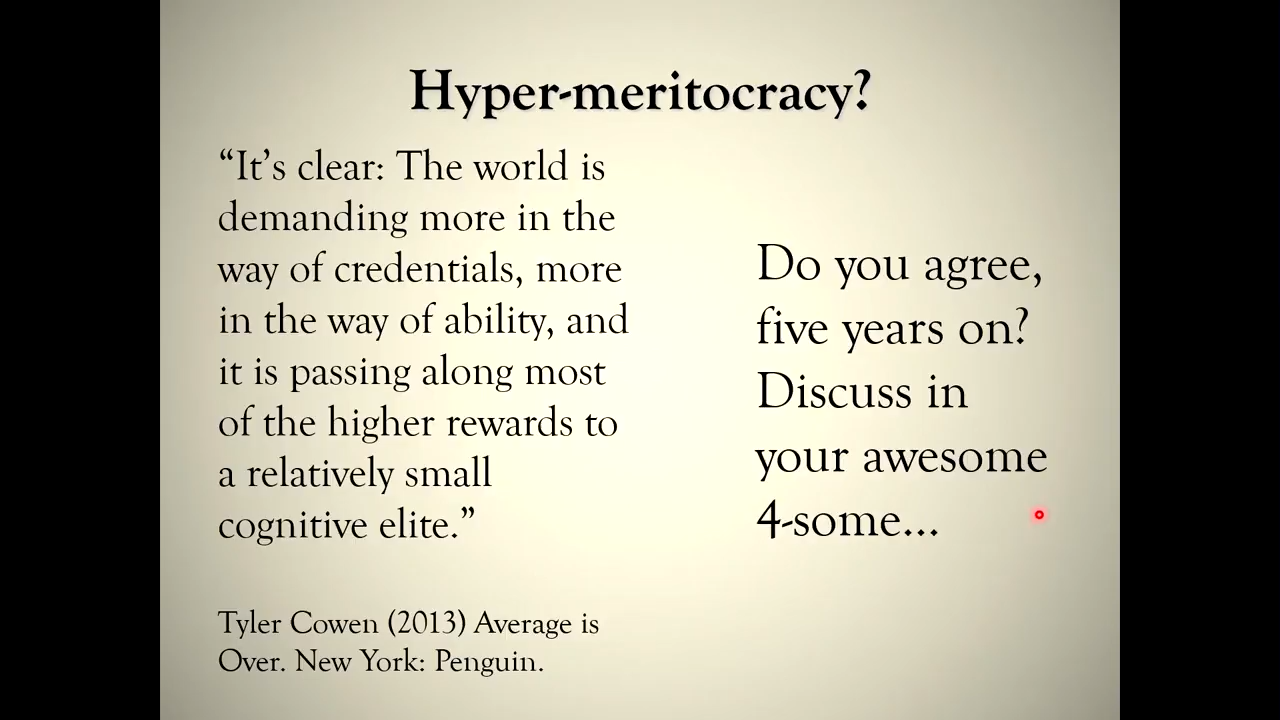 Hyper-meritocracy?
“It’s clear: The world is
demanding more in the
way of credentials, more
in the way of ability, and
it is passing along most
of the higher rewards to
a relatively small
cognitive elite.”
Tyler Cowen (2013) Average is
Over. New York: Penguin.
Do you agree,
five years on?
Discuss in
your awesome
4-some...